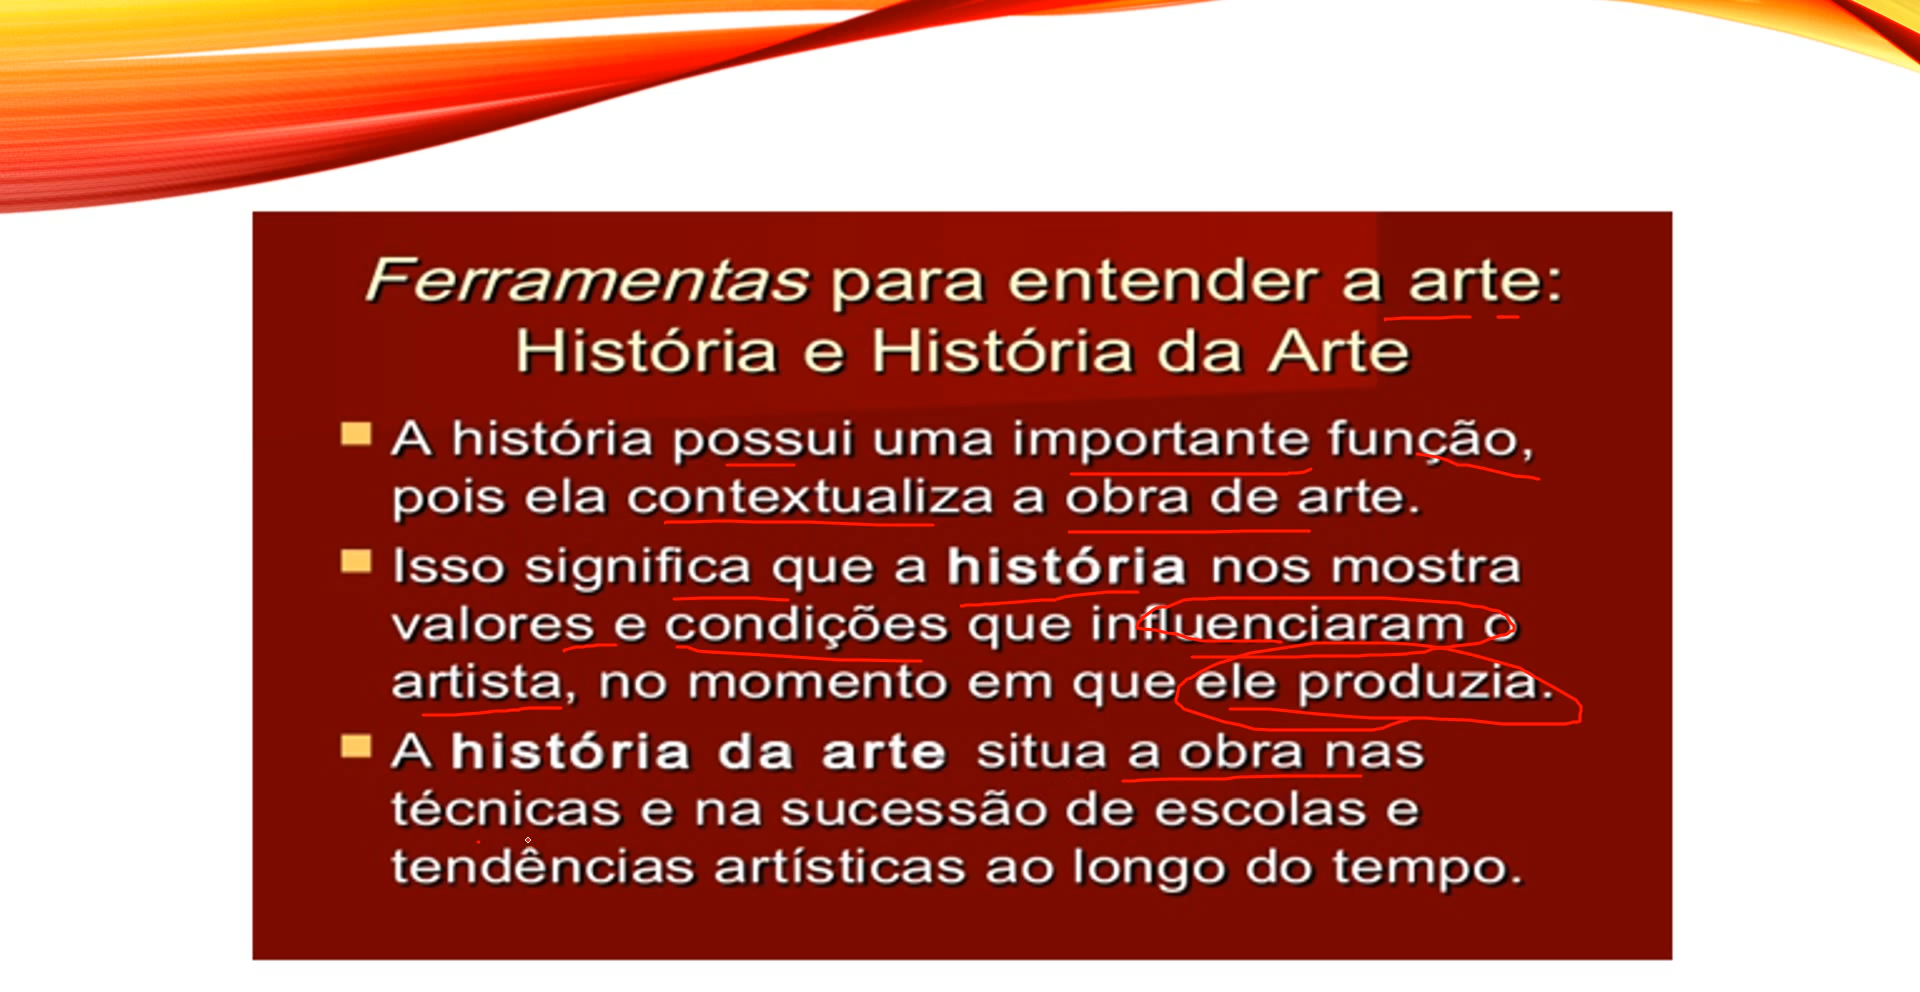 Ferramentas para entender a arte:
História e História da Arte
A história possui uma importante função,
pois ela contextualiza a obra de arte.
Isso significa que a história nos mostra
valores e condições que influenciaram o
artista, no momento em que ele produzia.
A história da arte situa a obra nas
técnicas e na sucessão de escolas e
tendências artísticas ao longo do tempo.